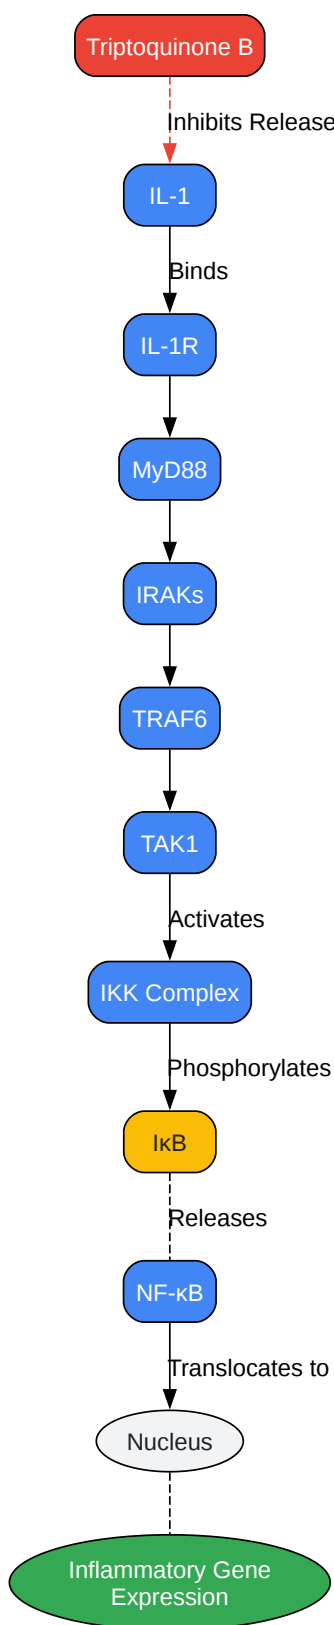 Triptoquinone B
Inhibits Release
IL-1
Binds
IL-1R
MyD88
IRAKs
TRAF6
TAK1
Activates
IKK Complex
Phosphorylates
IκB
Releases
NF-κB
Translocates to
Nucleus
Inflammatory Gene
Expression